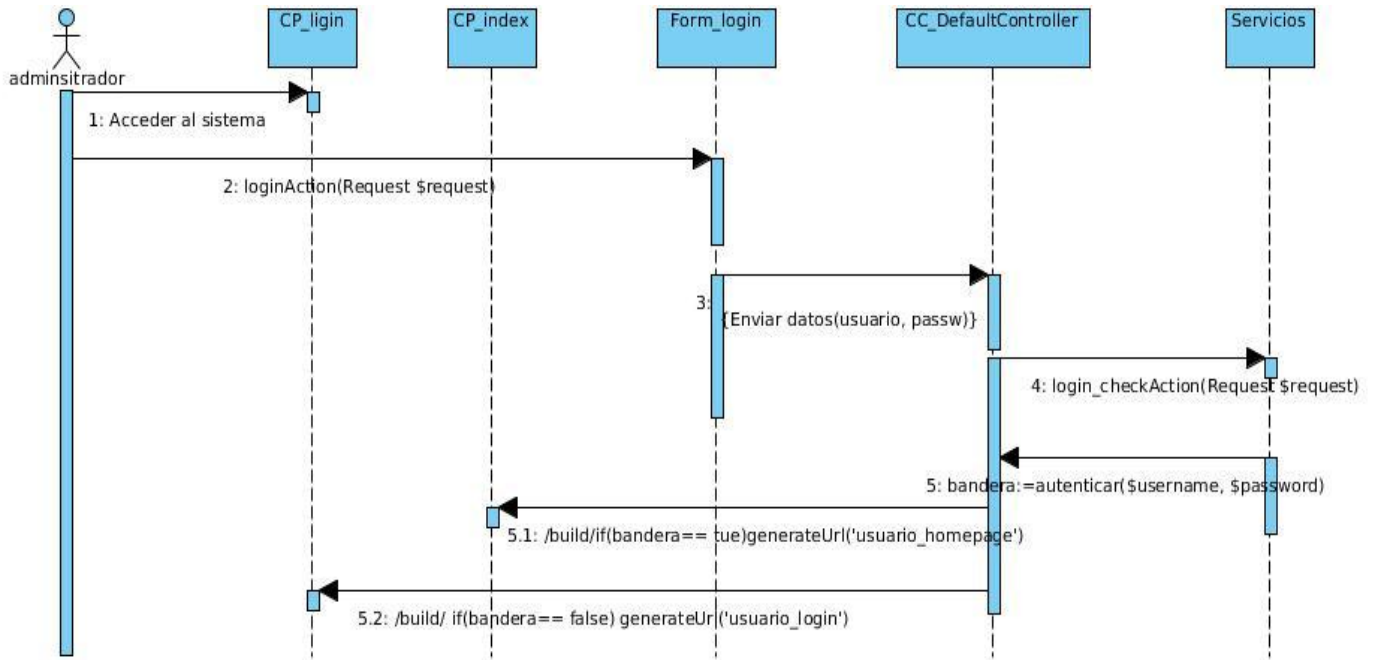 CP_ligin
CP_index
Form_login
CC_DefaultController
Servicios
adminsitrador
1: Acceder al sistema
2: loginAction(Request $request)
3:
{Enviar datos(usuario, passw)}
4: login_checkAction(Request $request)
5: bandera:=autenticar($username, $password)
5.1: /build/if(bandera== tue)generateUrl('usuario_homepage')
5.2: /build/ if(bandera== false) generateUrl('usuario_login')